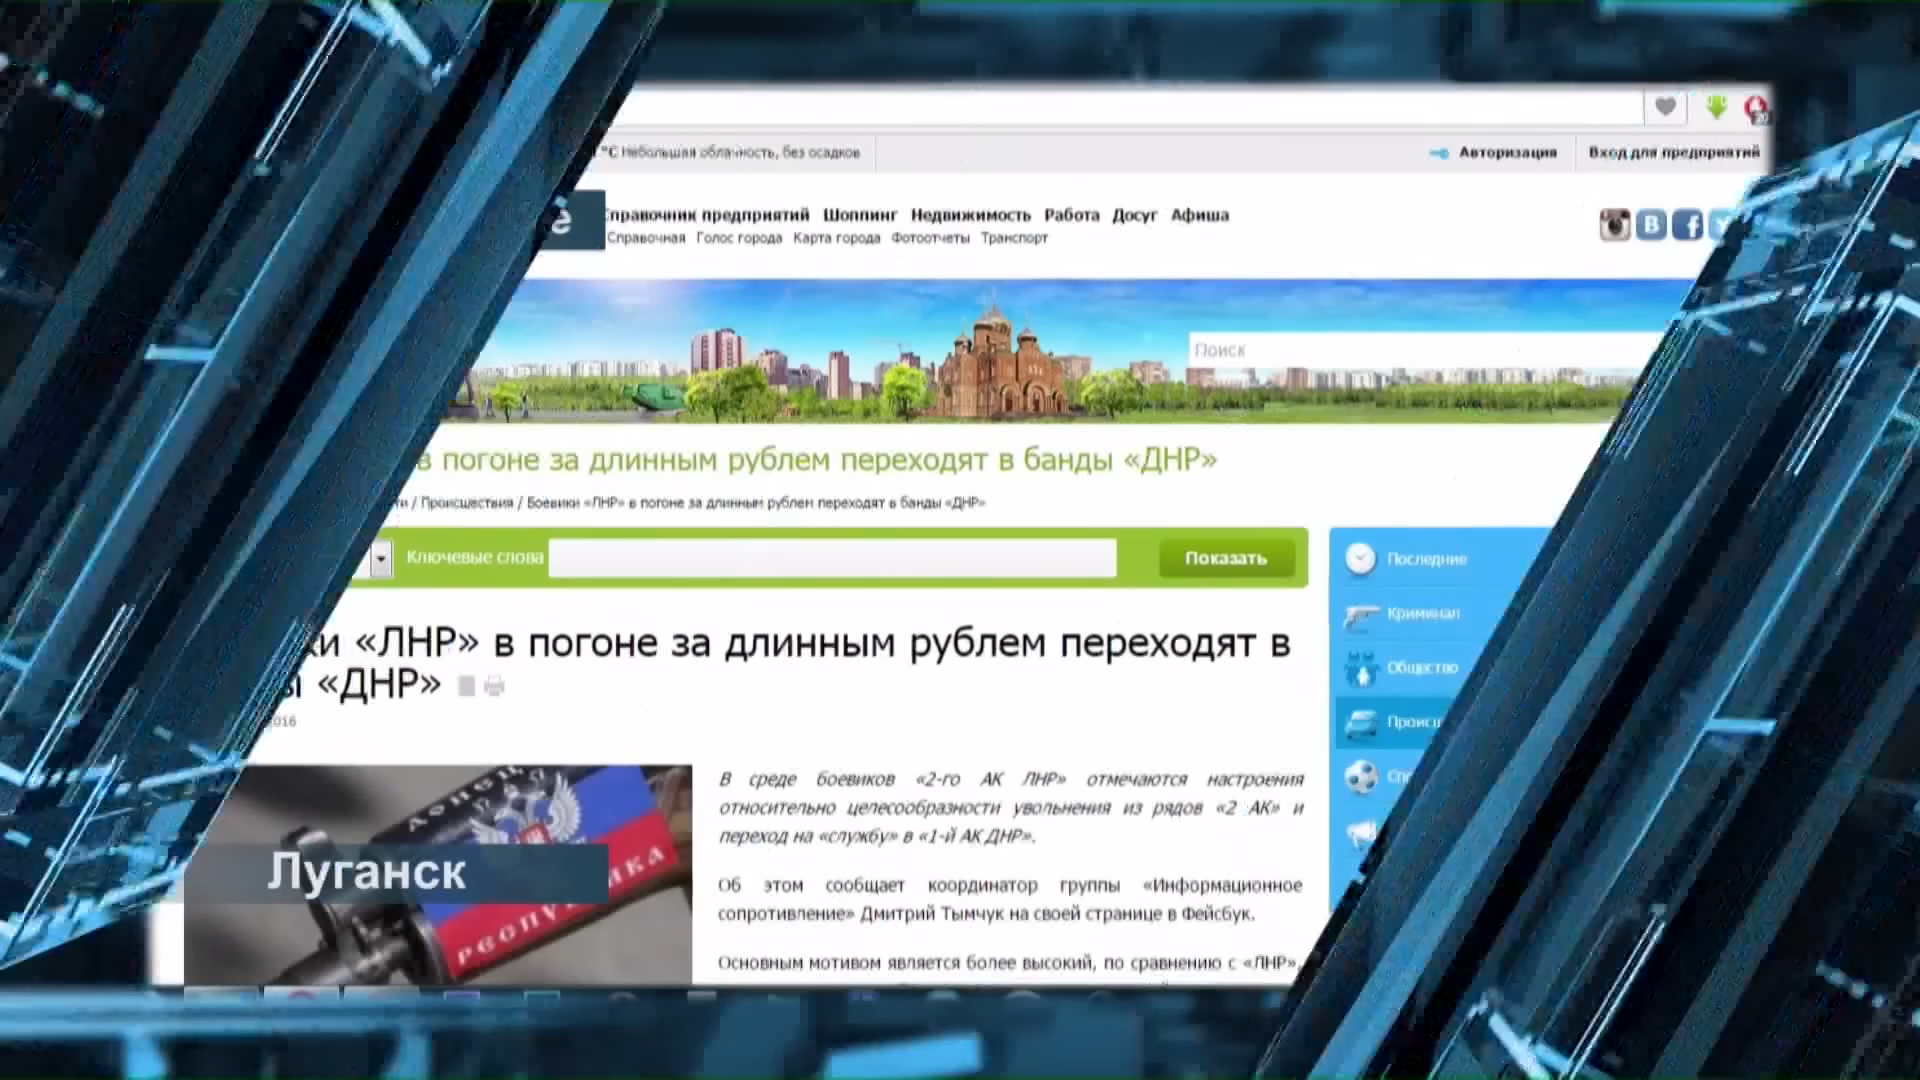 °C Небольшая облачность, без осадков
Авторизация
Вход для предприятий
Справочник предприятий Шоппинг Недвижимость Работа Досуг Афиша
Справочная Голос города Карта города Фотоотчеты Транспорт
Поиск
в погоне за длинным рублем переходят в банды «ДНР»
/ Происшествия / Боевики «ЛНР» в погоне за длинным рублем переходят в банды «ДНР»
Ключевые слова
Показать
«ЛНР» в погоне за длинным рублем переходят в
«ДНР»
2016
Последние
Криминал
Общество
В среде боевиков «2-го АК ЛНР» отмечаются настроения
относительно целесообразности увольнения из рядов «2 АК» и
переход на «службу» в «1-й АК ДНР».
Об этом сообщает координатор группы «Информационное
сопротивление» Дмитрий Тымчук на своей странице в Фейсбук.
Основным мотивом является более высокий, по сравнению с «ЛНР»,
Луганск